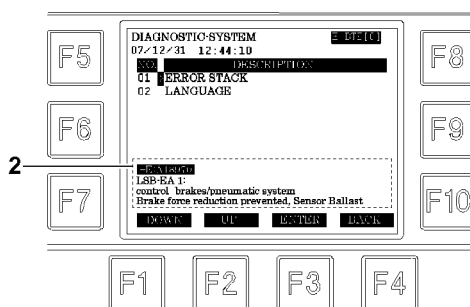 DIAGNOSTIC-SYSTEM
07/12/31 12:44:10
NO. DESCRIPTION
01 ERROR STACK
02 LANGUAGE
LSB-EA 1:
control brakes/pneumatic system
Brake force reduction prevented, Sensor Ballast
DOWN UP ENTER BACK
F5
F6
F7
F8
F9
F10
F1 F2 F3 F4
2